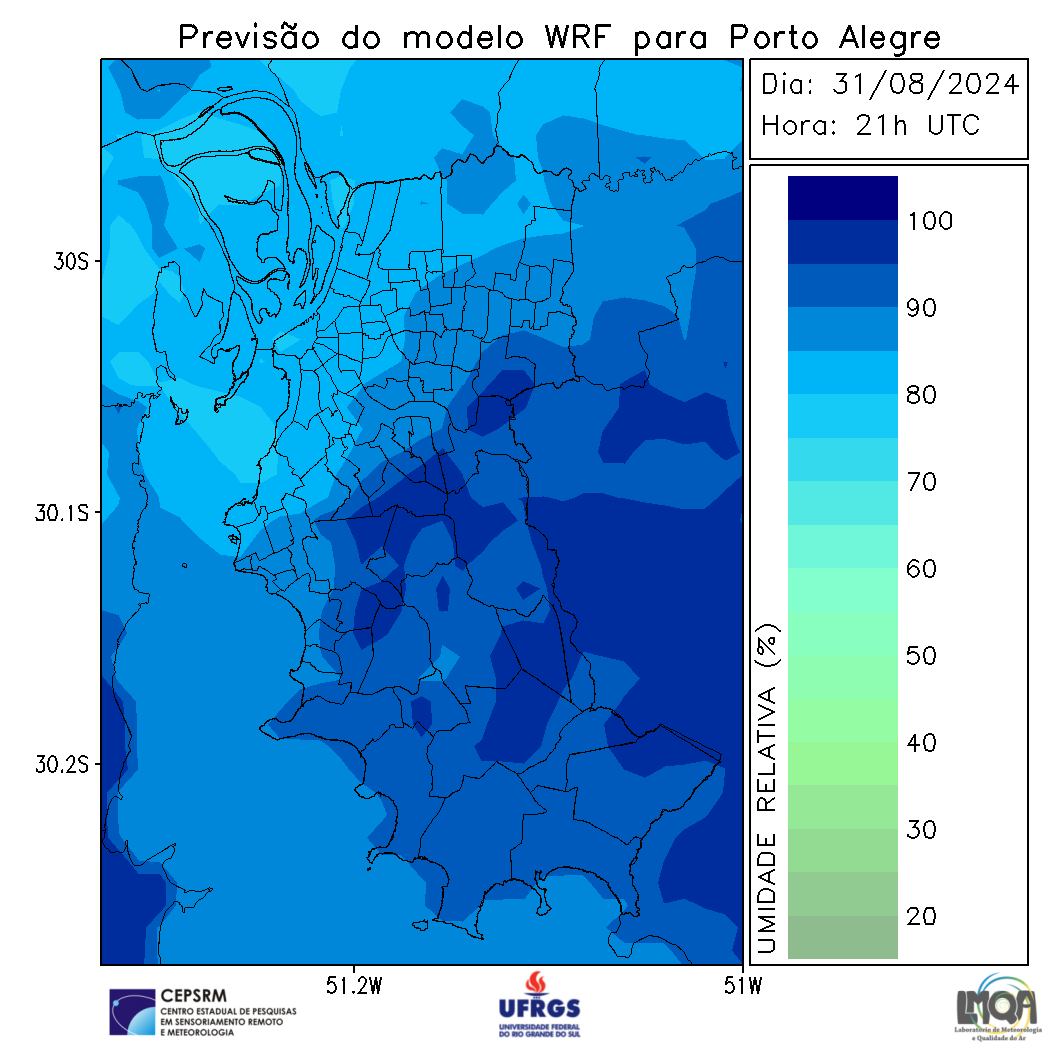 Previsão do modelo WRF para Porto Alegre
Dia: 31/08/2024
Hora: 21h UTC
30S
30.1S
30.2S
51.2W
51W
UMIDADE RELATIVA (%)
100
90
80
70
60
50
40
30
20
CEPSRM
CENTRO ESTADUAL DE PESQUISAS
EM SENSORIAMENTO REMOTO
E METEOROLOGIA
UFRGS
UNIVERSIDADE FEDERAL
DO RIO GRANDE DO SUL
LMQA
Laboratório de Meteorologia
e Qualidade do Ar